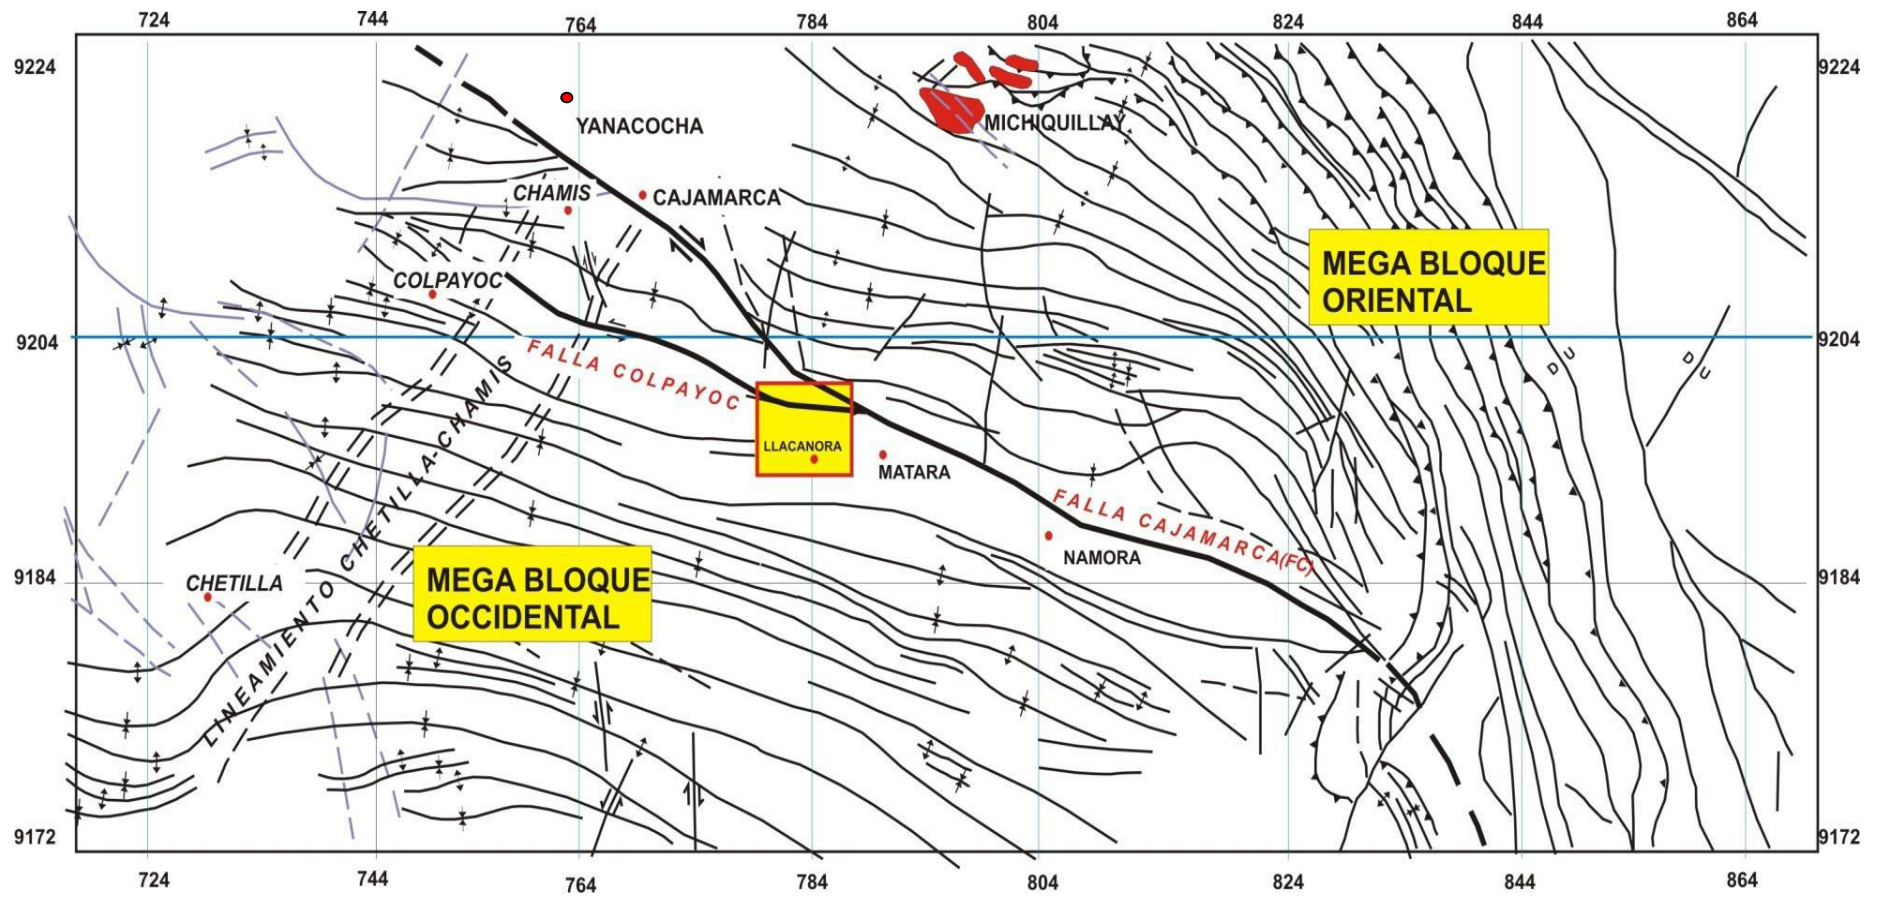 724 744 764 784 804 824 844 864
9224 9224
YANACOCHA
MICHIQUILLAY
CHAMIS
CAJAMARCA
MEGA BLOQUE
ORIENTAL
COLPAYOC
9204 9204
FALLA COLPAYOC
D U
D U
LLACANORA
MATARA
FALLA CAJAMARCA(FC)
NAMORA
LINEAMIENTO CHETILLA-CHAMIS
9184 9184
CHETILLA
MEGA BLOQUE
OCCIDENTAL
9172 9172
724 744 764 784 804 824 844 864